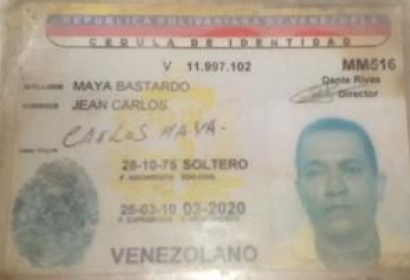 REPUBLICA BOLIVARIANA DE VENEZUELA
CEDULA DE IDENTIDAD
V 11.997.102 MM516
Dante Rivas
Director
APELLIDOS MAYA BASTARDO
NOMBRES JEAN CARLOS
CARLOS MAYA
28-10-75 SOLTERO
F. NACIMIENTO EDO. CIVIL
25-03-10 03-2020
F. EXPEDICION F. VENCIMIENTO
VENEZOLANO